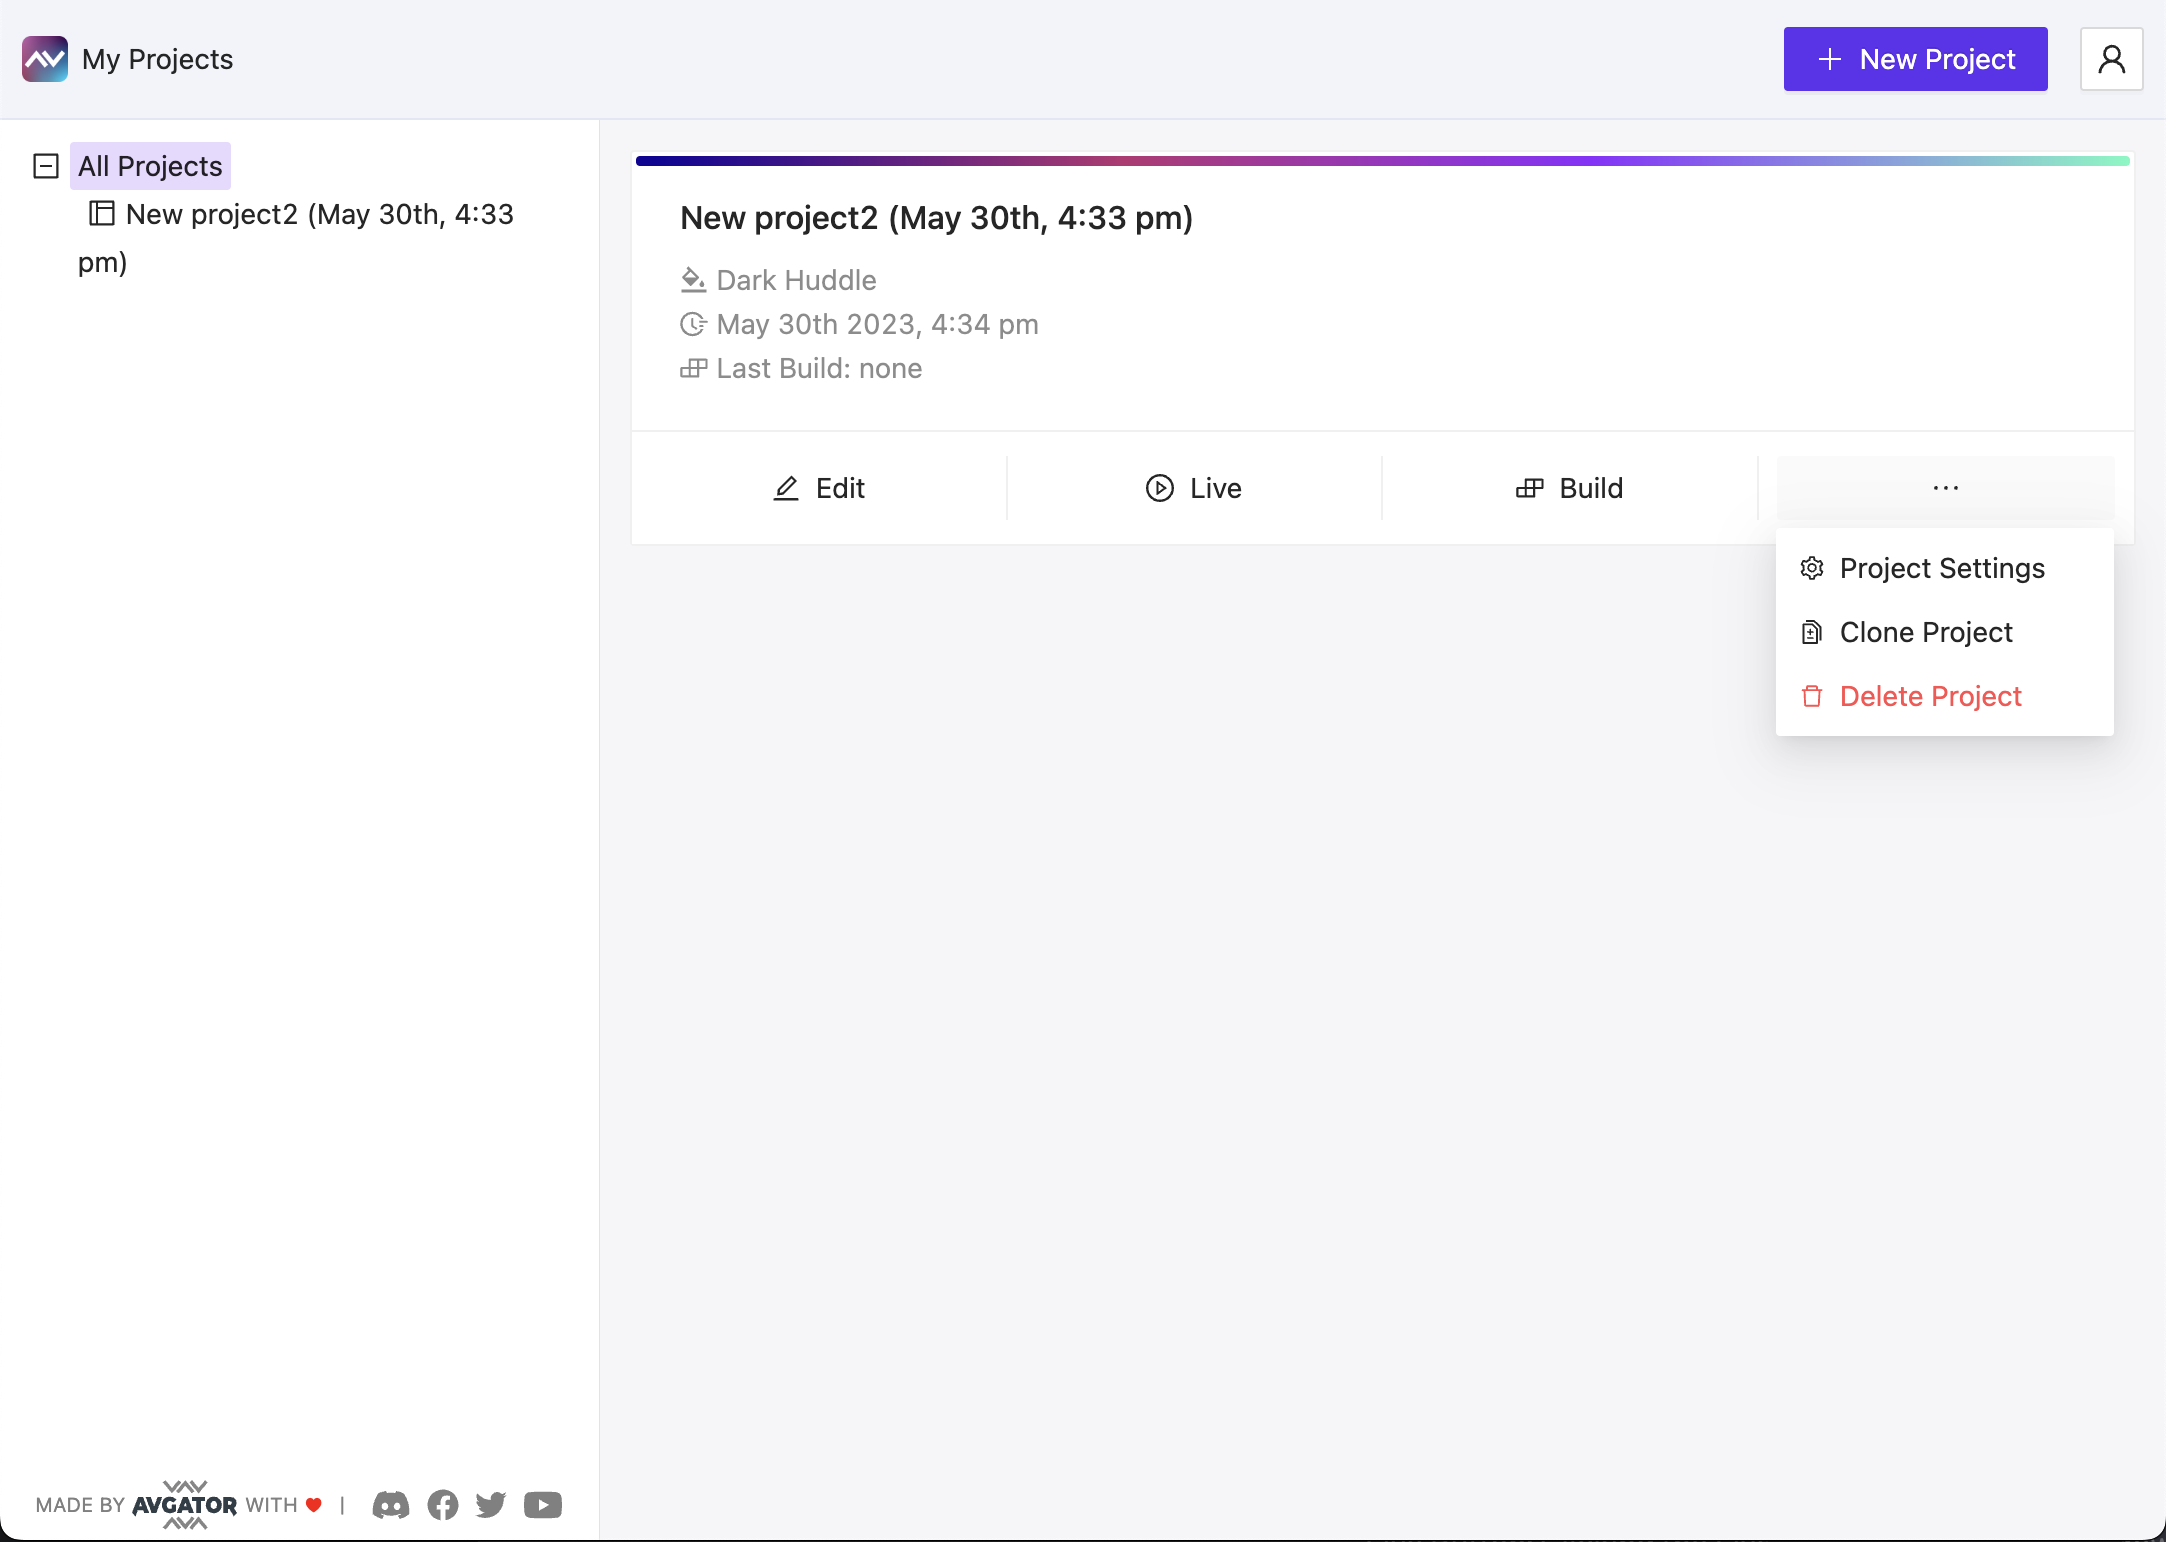 My Projects
New Project
All Projects
New project2 (May 30th, 4:33
pm)
New project2 (May 30th, 4:33 pm)
Dark Huddle
May 30th 2023, 4:34 pm
Last Build: none
Edit
Live
Build
...
Project Settings
Clone Project
Delete Project
MADE BY AVGATOR WITH ❤ |